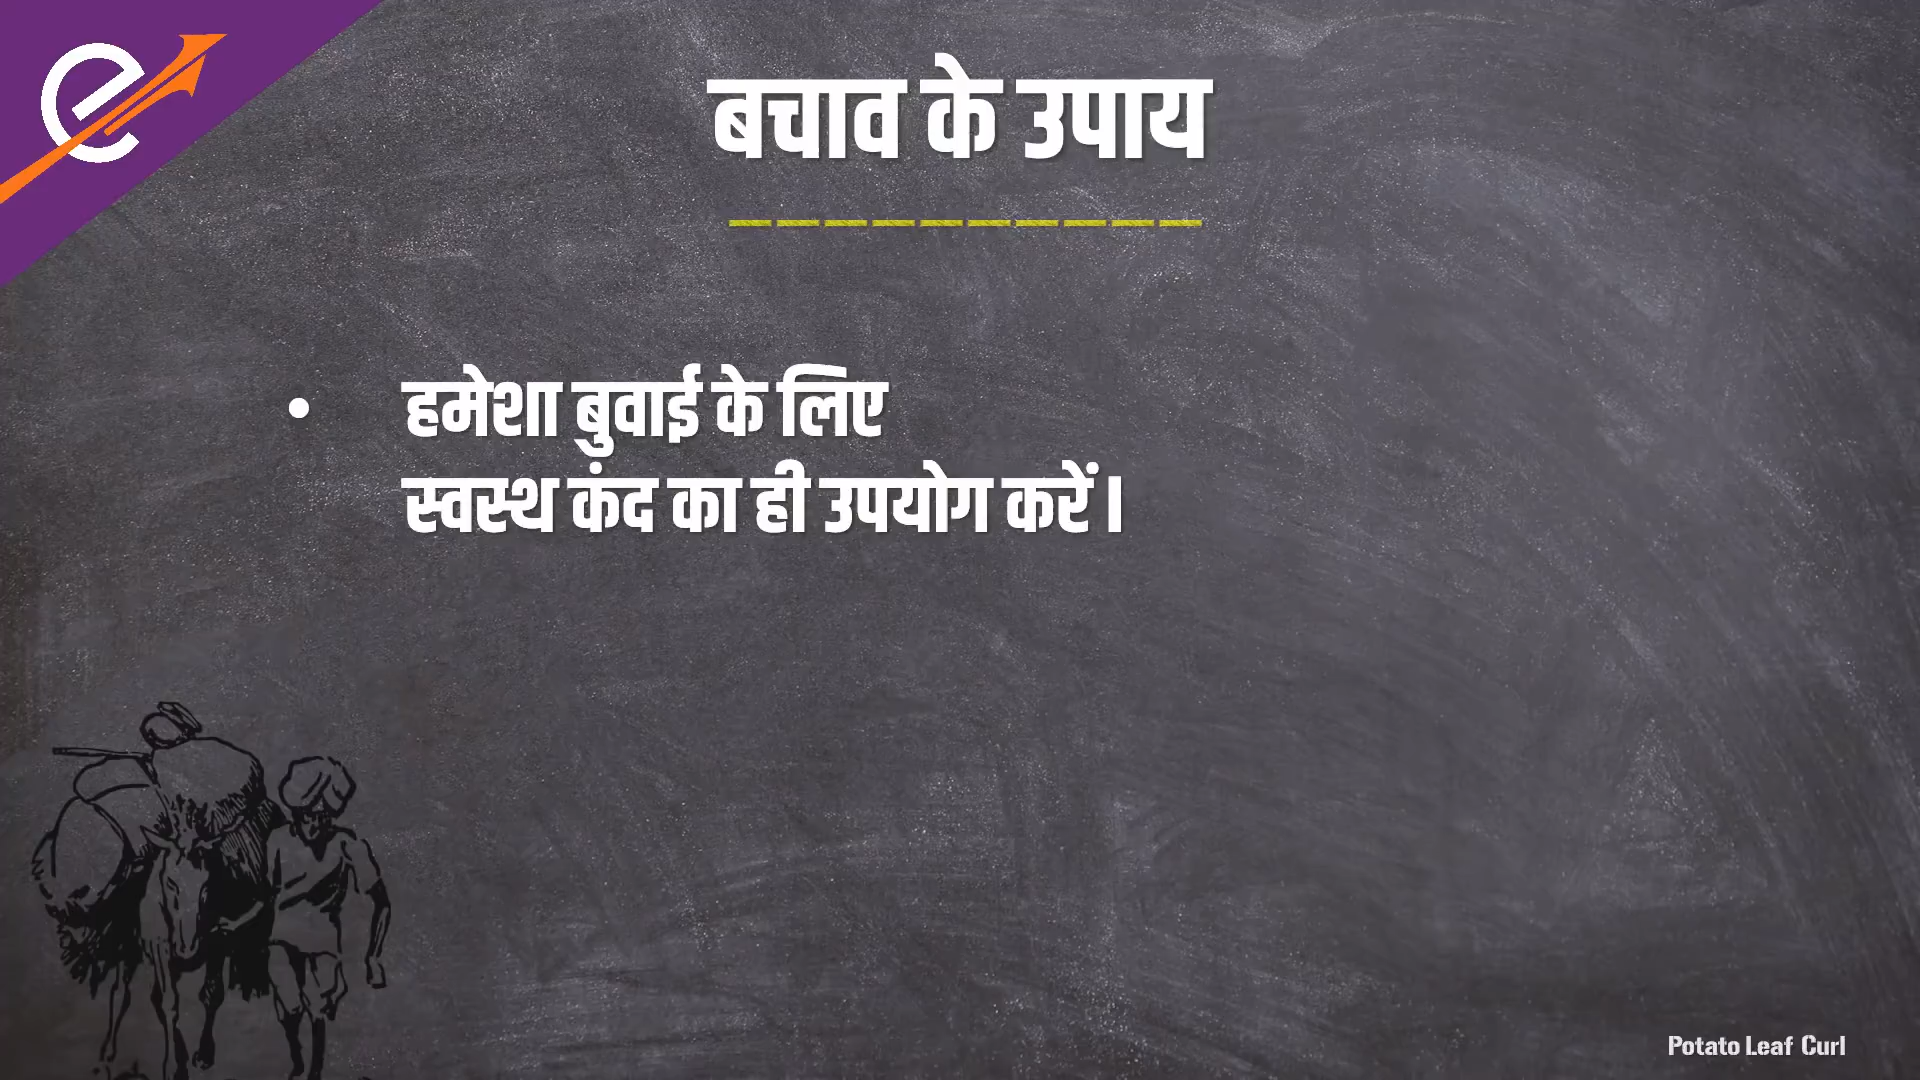 बचाव के उपाय
• हमेशा बुवाई के लिए
स्वस्थ कंद का ही उपयोग करें।
Potato Leaf Curl